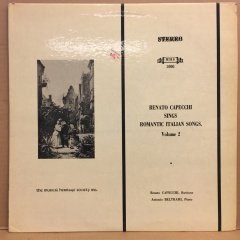 STEREO
RENATO CAPECCHI
SINGS
ROMANTIC ITALIAN SONGS.
Volume 2
the musical heritage society inc.
Renato CAPECCHI, Baritone
Antonio BELTRAMI, Piano